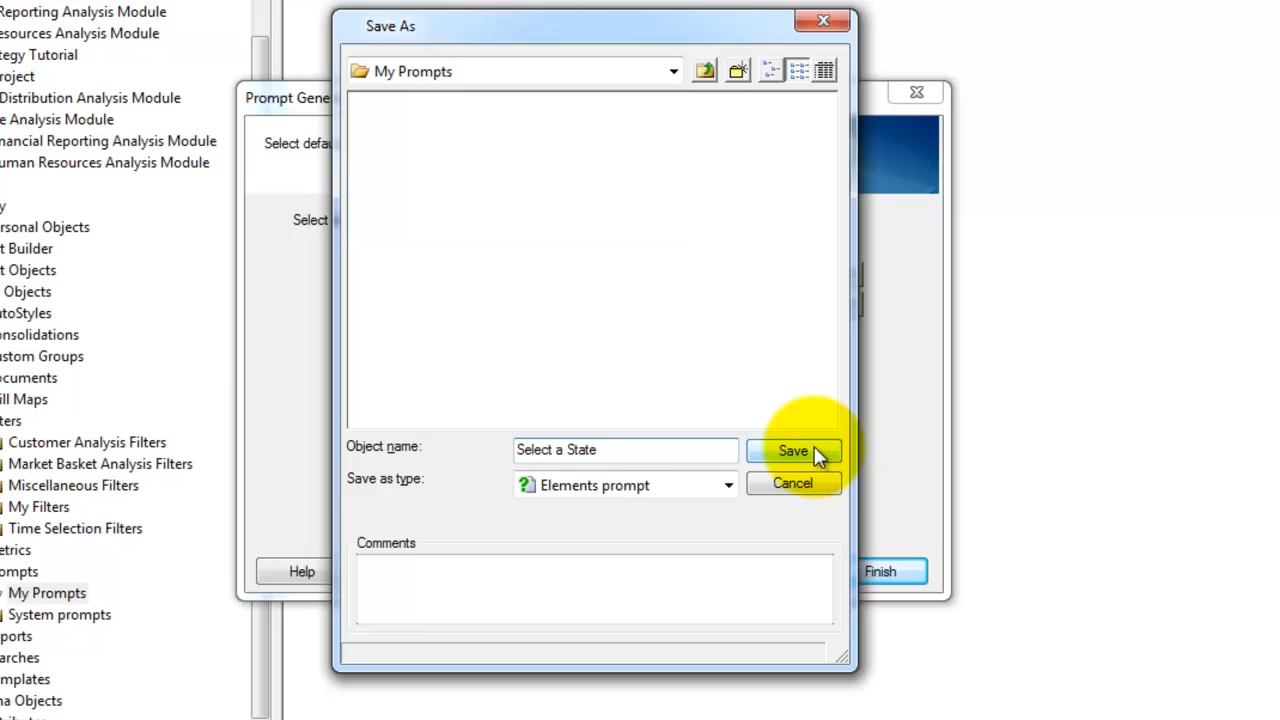 Reporting Analysis Module
esources Analysis Module
tegy Tutorial
roject
Distribution Analysis Module
e Analysis Module
nancial Reporting Analysis Module
uman Resources Analysis Module
y
ersonal Objects
t Builder
t Objects
Objects
utoStyles
onsolidations
ustom Groups
ocuments
ill Maps
ters
Customer Analysis Filters
Market Basket Analysis Filters
Miscellaneous Filters
My Filters
Time Selection Filters
etrics
ompts
My Prompts
System prompts
ports
arches
mplates
na Objects
Prompt Gene
Select defau
Select
Help
Finish
Save As
My Prompts
Object name:
Select a State
Save
Save as type:
Elements prompt
Cancel
Comments